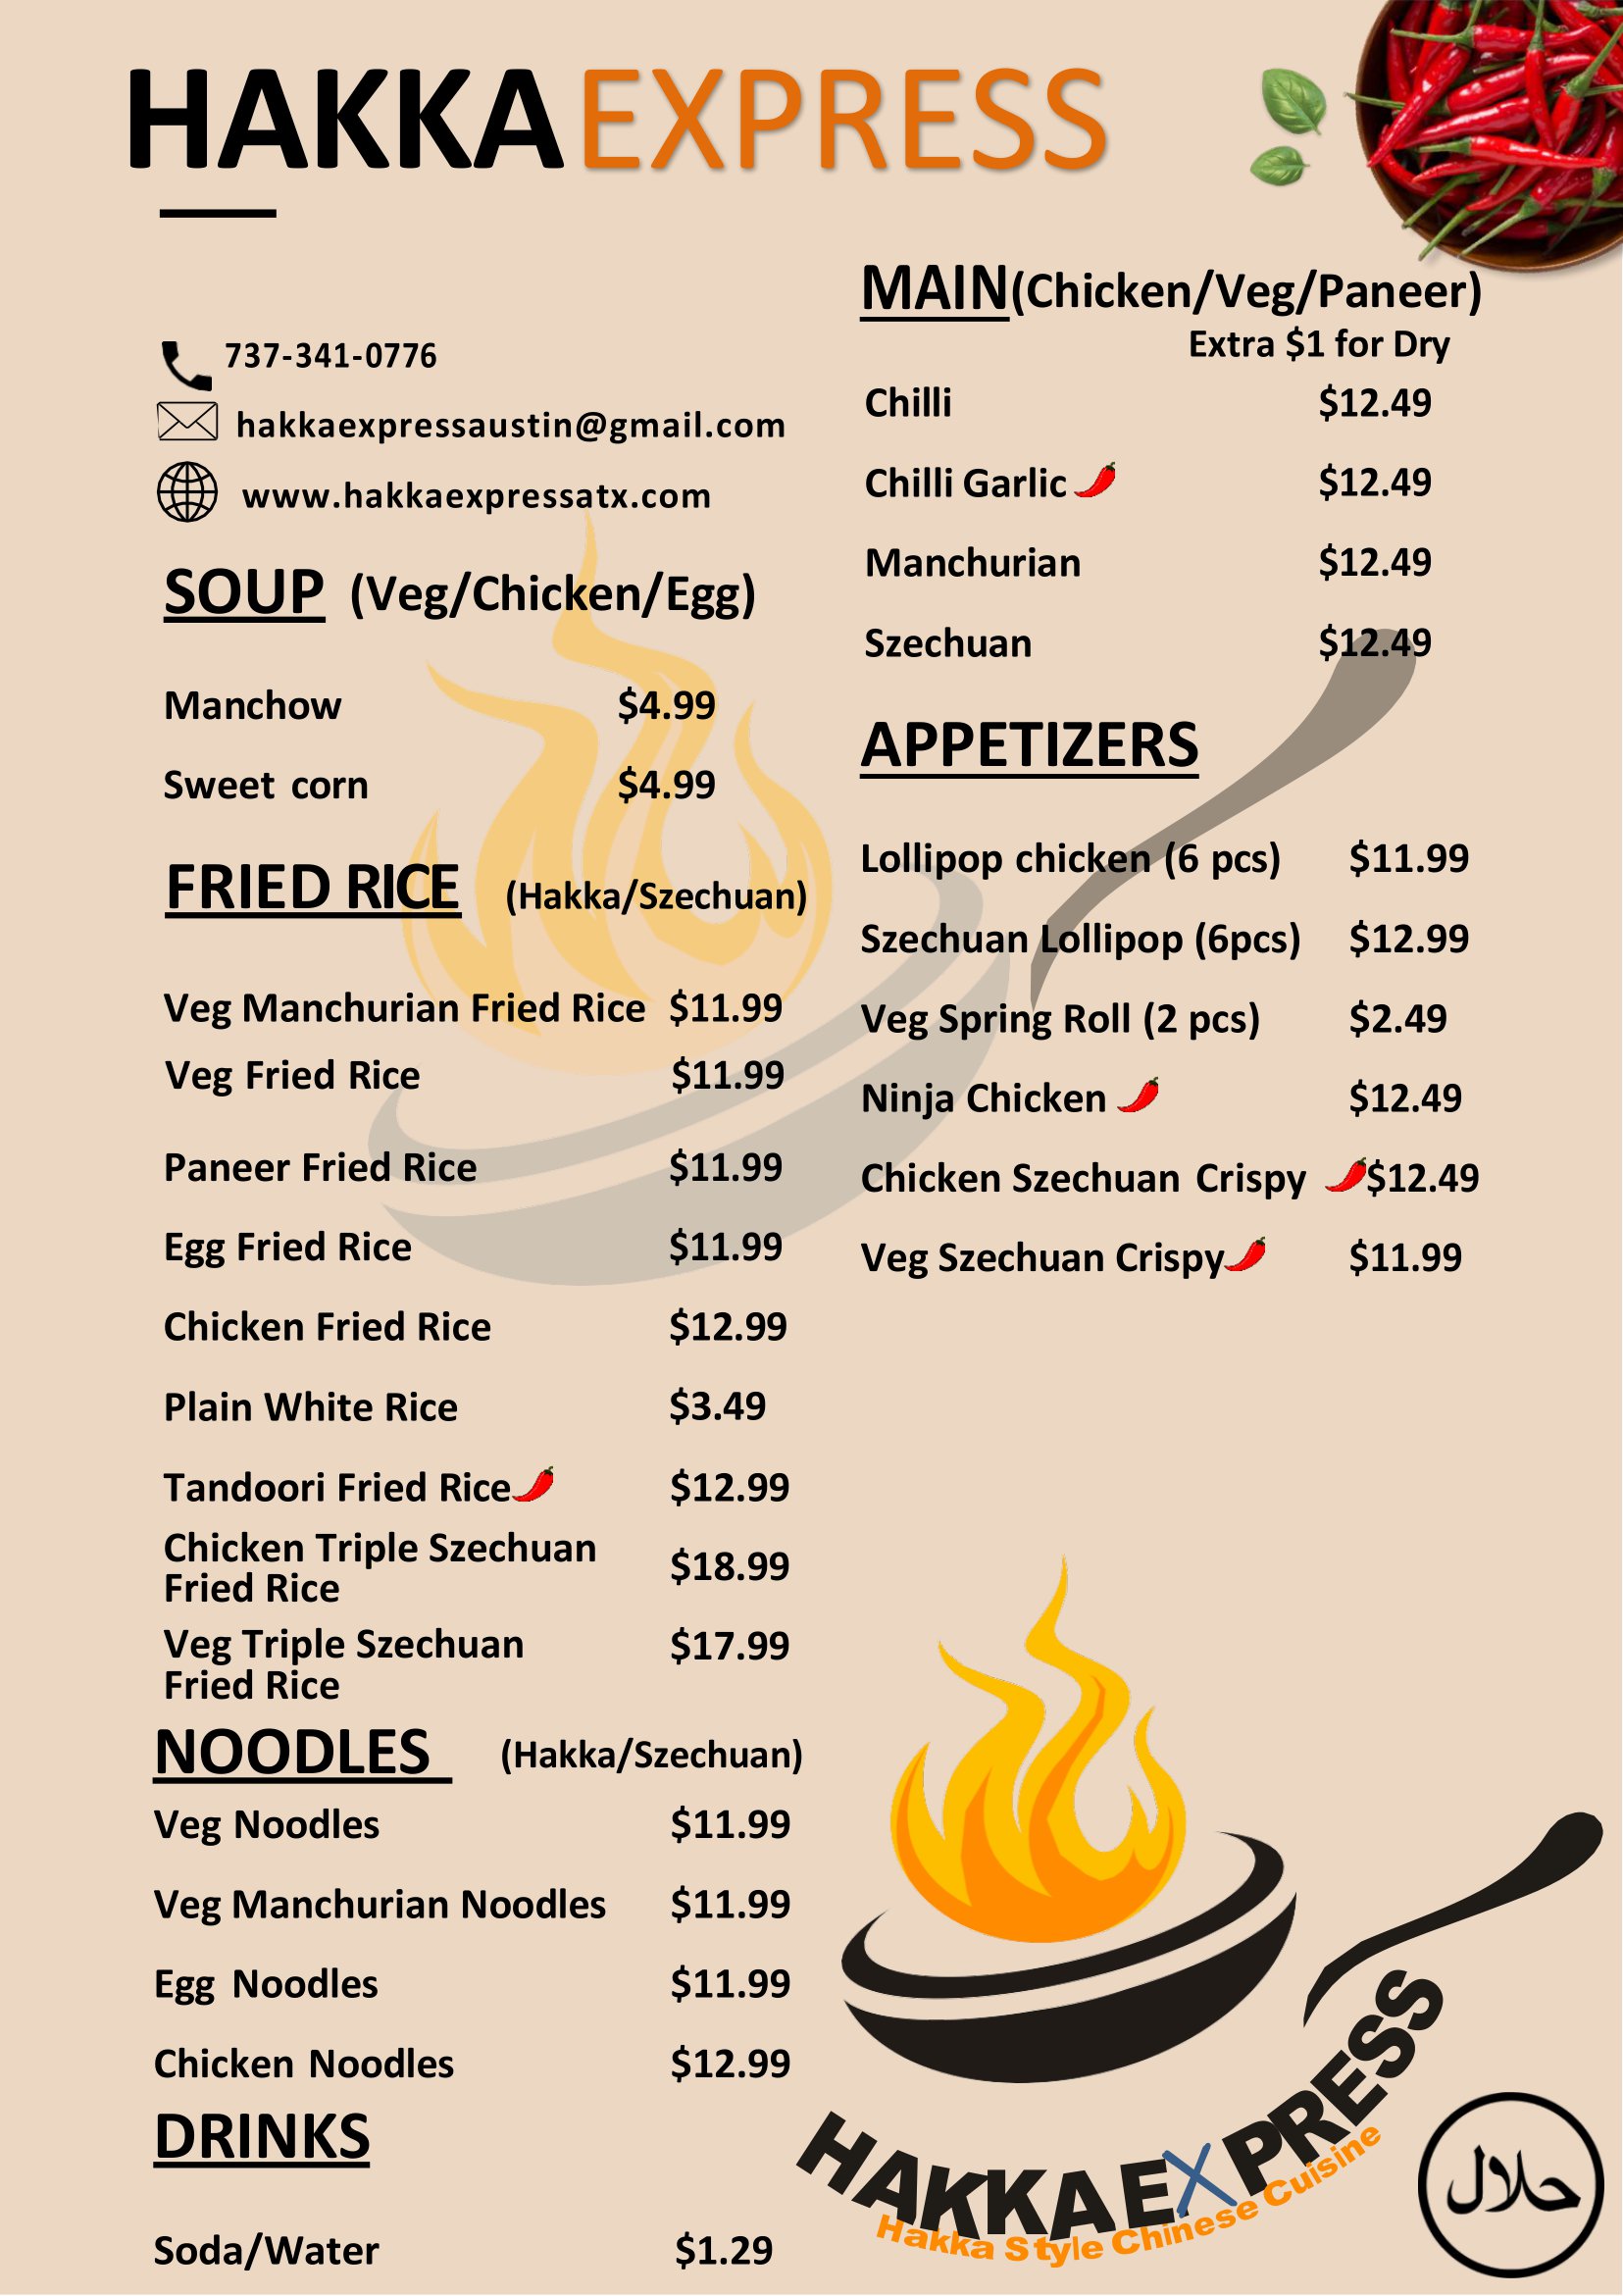 HAKKA EXPRESS
737-341-0776
hakkaexpressaustin@gmail.com
www.hakkaexpressatx.com
SOUP (Veg/Chicken/Egg)
Manchow $4.99
Sweet corn $4.99
FRIED RICE (Hakka/Szechuan)
Veg Manchurian Fried Rice $11.99
Veg Fried Rice $11.99
Paneer Fried Rice $11.99
Egg Fried Rice $11.99
Chicken Fried Rice $12.99
Plain White Rice $3.49
Tandoori Fried Rice $12.99
Chicken Triple Szechuan
Fried Rice $18.99
Veg Triple Szechuan $17.99
Fried Rice
NOODLES (Hakka/Szechuan)
Veg Noodles $11.99
Veg Manchurian Noodles $11.99
Egg Noodles $11.99
Chicken Noodles $12.99
DRINKS
Soda/Water $1.29
MAIN(Chicken/Veg/Paneer)
Extra $1 for Dry
Chilli $12.49
Chilli Garlic $12.49
Manchurian $12.49
Szechuan $12.49
APPETIZERS
Lollipop chicken (6 pcs) $11.99
Szechuan Lollipop (6pcs) $12.99
Veg Spring Roll (2 pcs) $2.49
Ninja Chicken $12.49
Chicken Szechuan Crispy $12.49
Veg Szechuan Crispy $11.99
HAKKA EXPRESS
Hakka Style Chinese Cuisine
حلال